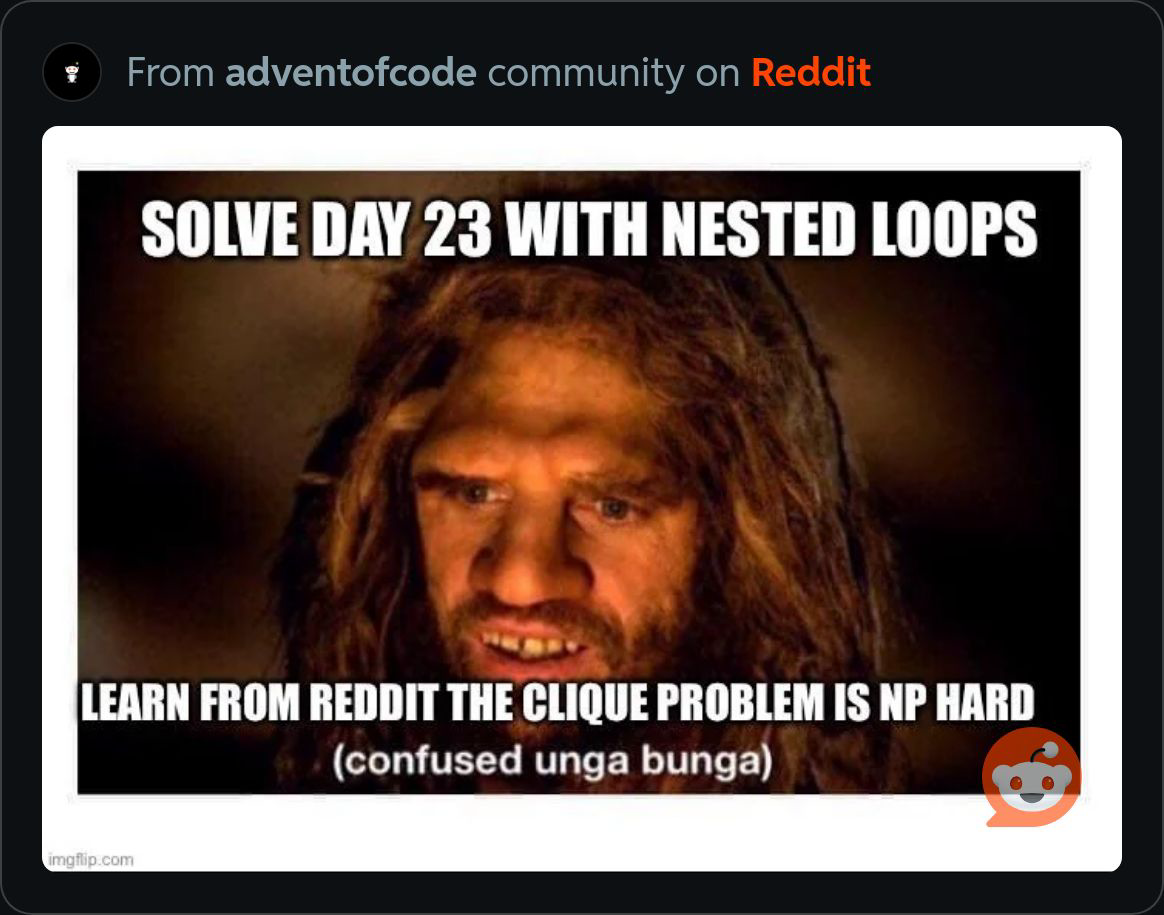 From adventofcode community on Reddit
SOLVE DAY 23 WITH NESTED LOOPS
LEARN FROM REDDIT THE CLIQUE PROBLEM IS NP HARD
(confused unga bunga)
imgflip.com